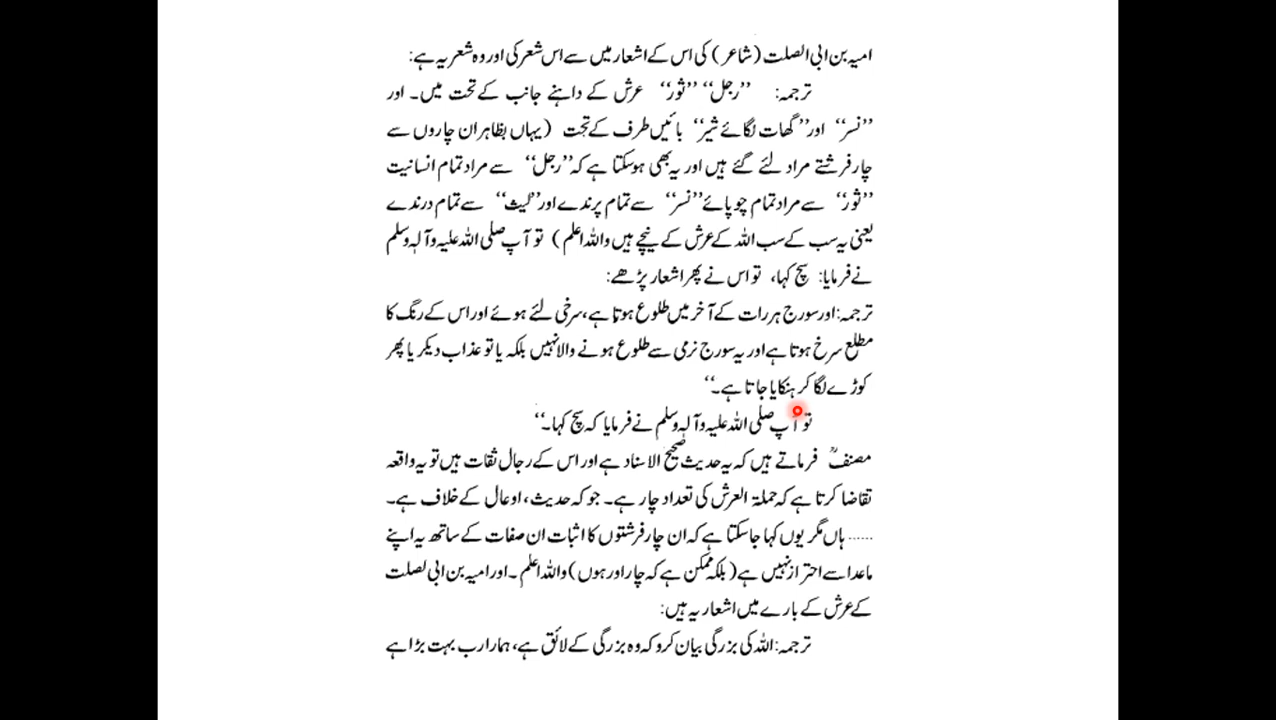 امیہ بن ابی الصلت (شاعر) کی اس کے اشعار میں سے اس شعر کی اور وہ شعر یہ ہے:
ترجمہ: ’’رجل‘‘ ’’ثور‘‘ عرش کے داہنے جانب کے تحت میں۔ اور
’’نسر‘‘ اور ’’گھات لگائے شیر‘‘ بائیں طرف کے تحت (یہاں بظاہر ان چاروں سے
چار فرشتے مراد لئے گئے ہیں اور یہ بھی ہو سکتا ہے کہ ’’رجل‘‘ سے مراد تمام انسانیت
’’ثور‘‘ سے مراد تمام چوپائے ’’نسر‘‘ سے تمام پرندے اور ’’لیث‘‘ سے تمام درندے
یعنی یہ سب کے سب اللہ کے عرش کے نیچے ہیں واللہ اعلم) تو آپ صلی اللہ علیہ وآلہٖ وسلم
نے فرمایا: سچ کہا، تو اس نے پھر اشعار پڑھے:
ترجمہ: اور سورج ہر رات کے آخر میں طلوع ہوتا ہے، سرخی لئے ہوئے اور اس کے رنگ کا
مطلع سرخ ہوتا ہے اور یہ سورج نرمی سے طلوع ہونے والا نہیں بلکہ یا تو عذاب دیکر یا پھر
کوڑے لگا کر ہنکایا جاتا ہے۔‘‘
تو آپ صلی اللہ علیہ وآلہٖ وسلم نے فرمایا کہ سچ کہا۔‘‘
مصنفؒ فرماتے ہیں کہ یہ حدیث صحیح الاسناد ہے اور اس کے رجال ثقات ہیں تو یہ واقعہ
تقاضا کرتا ہے کہ حملۃ العرش کی تعداد چار ہے۔ جو کہ حدیث، اوعال کے خلاف ہے۔
...... ہاں مگر یوں کہا جا سکتا ہے کہ ان چار فرشتوں کا اثبات ان صفات کے ساتھ یہ اپنے
ماعدا سے احتراز نہیں ہے (بلکہ ممکن ہے کہ چار اور ہوں) واللہ اعلم۔ اور امیہ بن ابی لصلت
کے عرش کے بارے میں اشعار یہ ہیں:
ترجمہ: اللہ کی بزرگی بیان کرو کہ وہ بزرگی کے لائق ہے، ہمارا رب بہت بڑا ہے